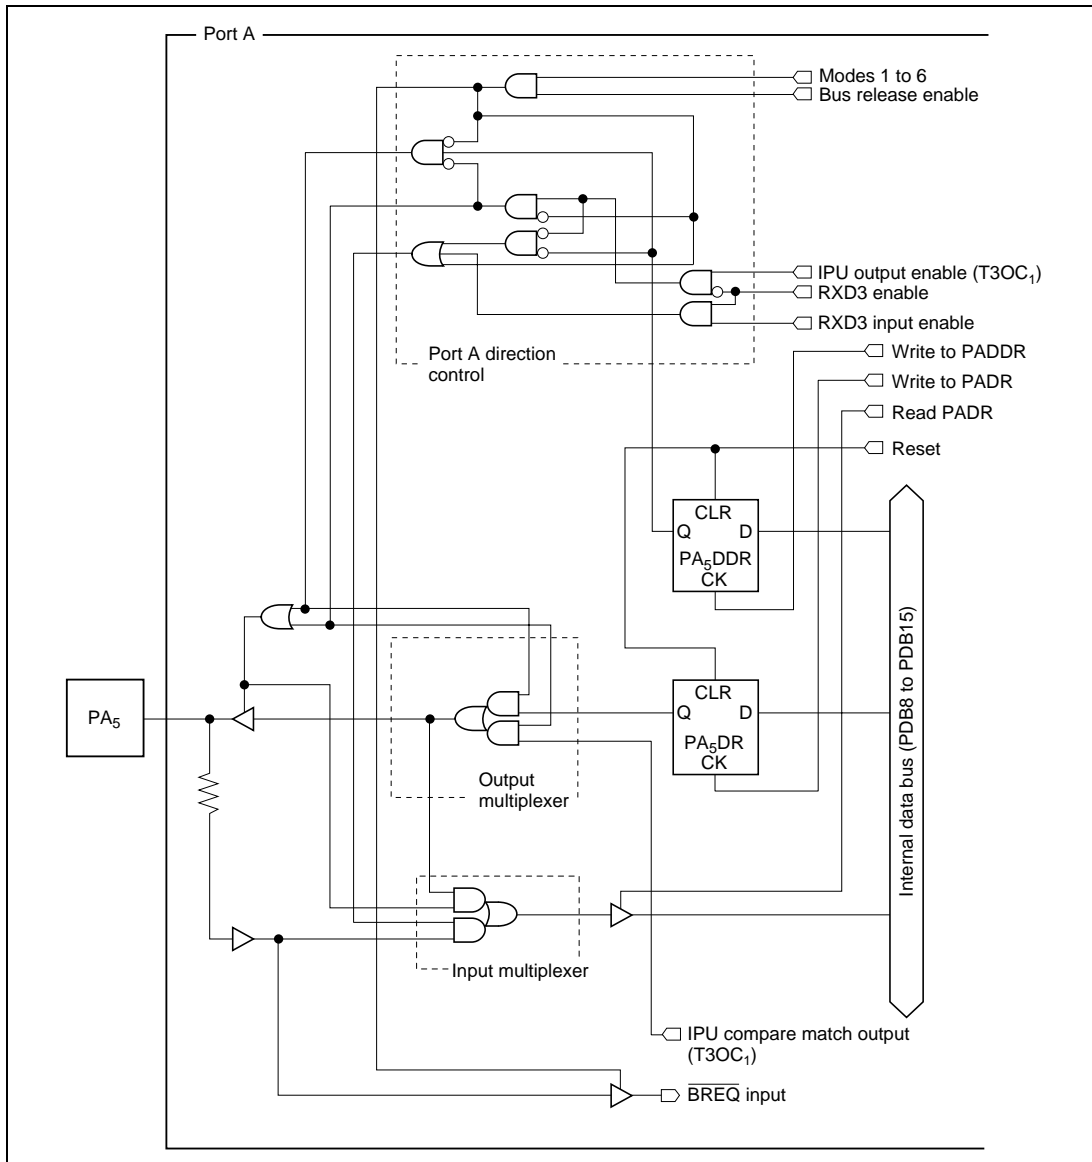 Port A
Modes 1 to 6
Bus release enable
IPU output enable (T3OC₁)
RXD3 enable
RXD3 input enable
Port A direction
control
Write to PADDR
Write to PADR
Read PADR
Reset
CLR
Q D
PA₅DDR
CK
CLR
Q D
PA₅DR
CK
PA₅
Output
multiplexer
Internal data bus (PDB8 to PDB15)
Input multiplexer
IPU compare match output
(T3OC₁)
B̅R̅E̅Q̅ input